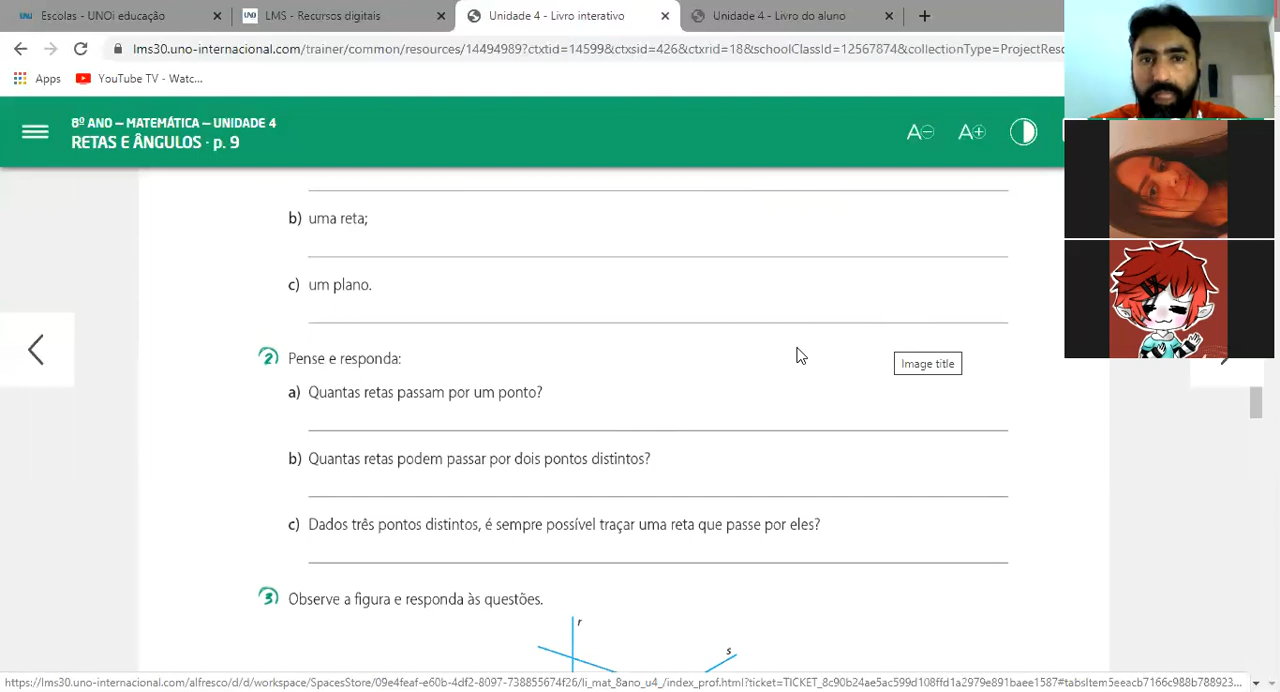 Escolas - UNOi educação
UNO LMS - Recursos digitais
Unidade 4 - Livro interativo
Unidade 4 - Livro do aluno
lms30.uno-internacional.com/trainer/common/resources/14494989?ctxtid=14599&ctxsid=426&ctxrid=18&schoolClassId=12567874&collectionType=ProjectReso
Apps
YouTube TV - Watc...
8º ANO – MATEMÁTICA – UNIDADE 4
RETAS E ÂNGULOS · p. 9
A− A+
b) uma reta;
c) um plano.
2 Pense e responda:
Image title
a) Quantas retas passam por um ponto?
b) Quantas retas podem passar por dois pontos distintos?
c) Dados três pontos distintos, é sempre possível traçar uma reta que passe por eles?
3 Observe a figura e responda às questões.
r
s